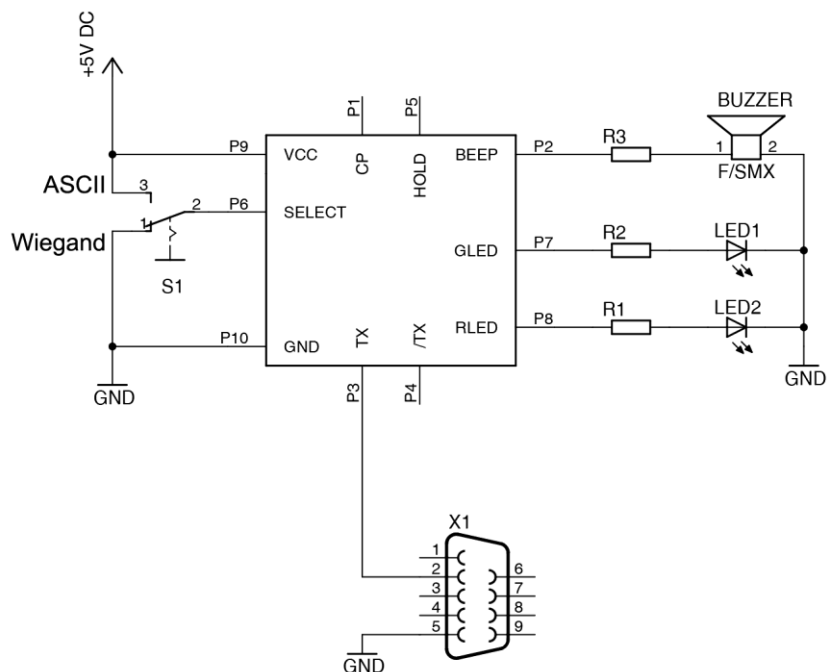 +5V DC
P1
P5
BUZZER
P9
VCC
CP
HOLD
BEEP
P2
R3
1
2
F/SMX
ASCII
3
P6
SELECT
2
1
Wiegand
S1
GLED
P7
R2
LED1
P10
GND
TX
/TX
RLED
P8
R1
LED2
GND
P3
P4
GND
X1
1
2
3
4
5
6
7
8
9
GND